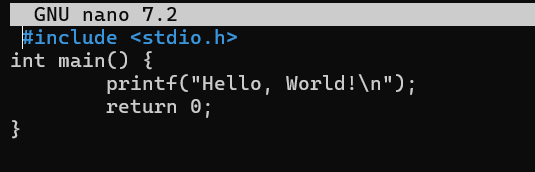 GNU nano 7.2
#include <stdio.h>
int main() {
        printf("Hello, World!\n");
        return 0;
}